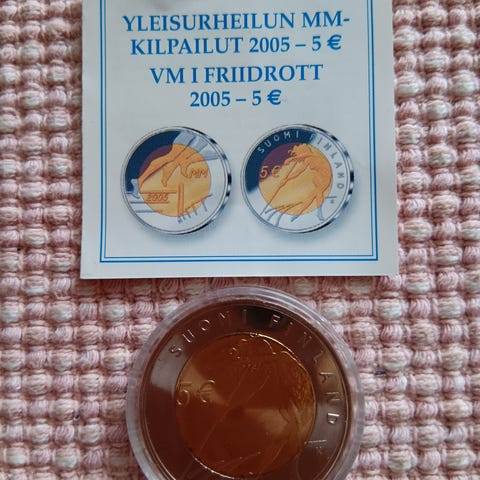 YLEISURHEILUN MM-
KILPAILUT 2005 – 5 €
VM I FRIIDROTT
2005 – 5 €
MM
2005
SUOMI FINLAND
5 €
SUOMI FINLAND
5 €